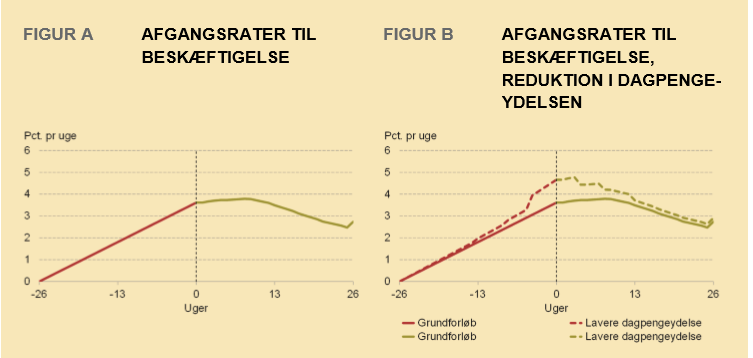 FIGUR A
AFGANGSRATER TIL
BESKÆFTIGELSE
Pct. pr uge
6
5
4
3
2
1
0
-26
-13
0
13
26
Uger
FIGUR B
AFGANGSRATER TIL
BESKÆFTIGELSE,
REDUKTION I DAGPENGE-
YDELSEN
Pct. pr uge
6
5
4
3
2
1
0
-26
-13
0
13
26
Uger
Grundforløb
Lavere dagpengeydelse
Grundforløb
Lavere dagpengeydelse